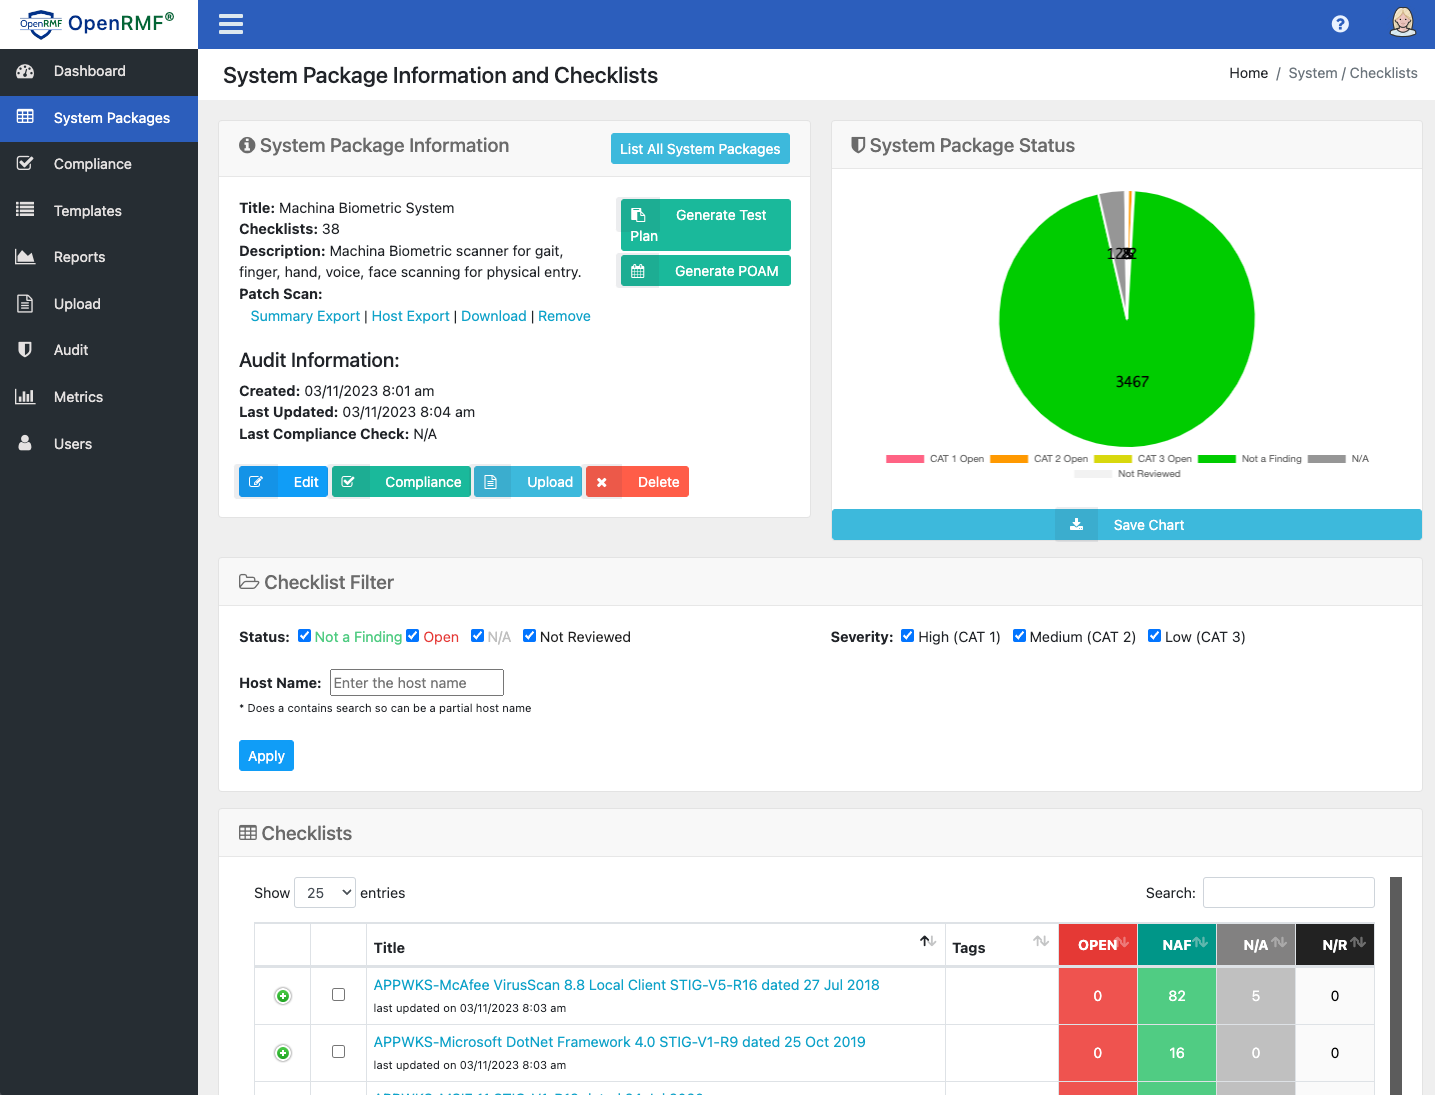 OpenRMF OpenRMF®
System Package Information and Checklists
Home / System / Checklists
Dashboard
System Packages
Compliance
Templates
Reports
Upload
Audit
Metrics
Users
System Package Information
List All System Packages
Title: Machina Biometric System
Checklists: 38
Description: Machina Biometric scanner for gait,
finger, hand, voice, face scanning for physical entry.
Patch Scan:
Summary Export | Host Export | Download | Remove
Generate Test
Plan
Generate POAM
Audit Information:
Created: 03/11/2023 8:01 am
Last Updated: 03/11/2023 8:04 am
Last Compliance Check: N/A
Edit
Compliance
Upload
Delete
System Package Status
3467
CAT 1 Open CAT 2 Open CAT 3 Open Not a Finding N/A
Not Reviewed
Save Chart
Checklist Filter
Status: Not a Finding Open N/A Not Reviewed
Severity: High (CAT 1) Medium (CAT 2) Low (CAT 3)
Host Name: Enter the host name
* Does a contains search so can be a partial host name
Apply
Checklists
Show 25 entries
Search:
Title Tags OPEN NAF N/A N/R
APPWKS-McAfee VirusScan 8.8 Local Client STIG-V5-R16 dated 27 Jul 2018
last updated on 03/11/2023 8:03 am
0 82 5 0
APPWKS-Microsoft DotNet Framework 4.0 STIG-V1-R9 dated 25 Oct 2019
last updated on 03/11/2023 8:03 am
0 16 0 0